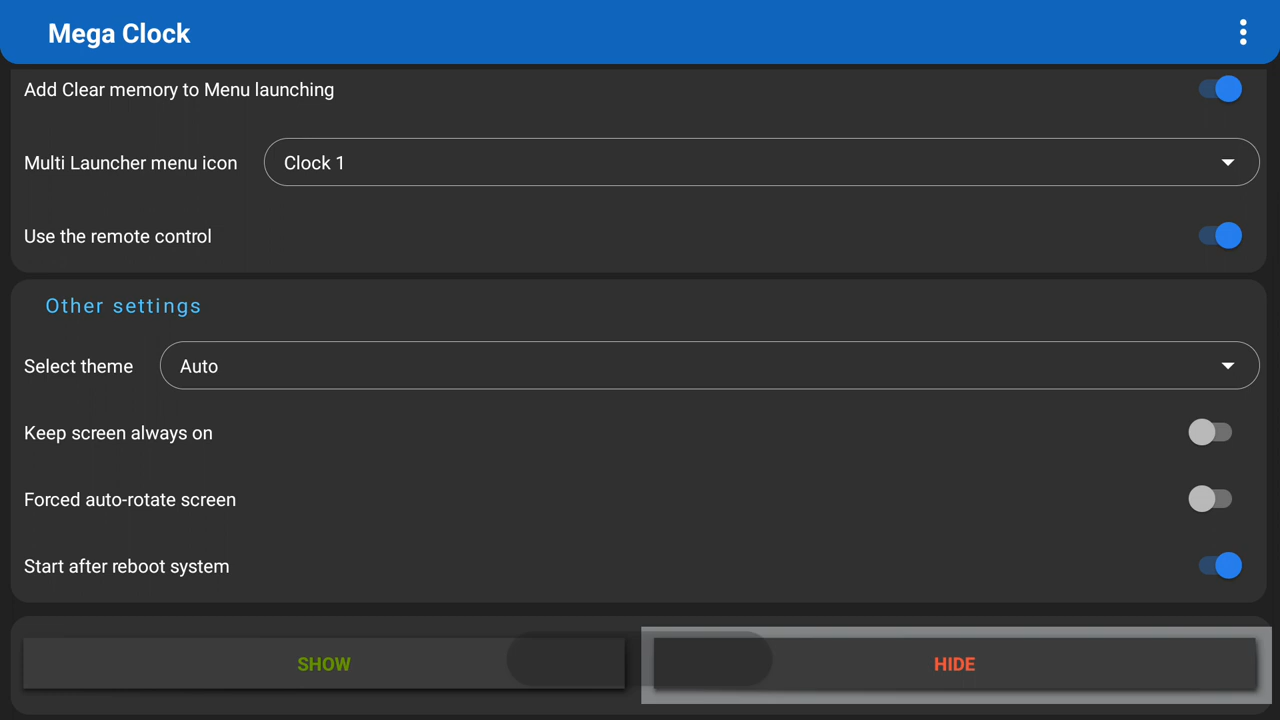 Mega Clock
Add Clear memory to Menu launching
Multi Launcher menu icon Clock 1
Use the remote control
Other settings
Select theme Auto
Keep screen always on
Forced auto-rotate screen
Start after reboot system
SHOW HIDE